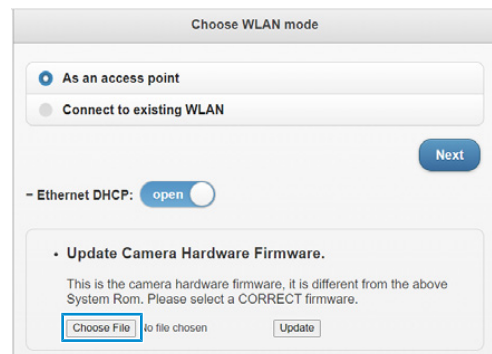 Choose WLAN mode
As an access point
Connect to existing WLAN
Next
– Ethernet DHCP: open
• Update Camera Hardware Firmware.
This is the camera hardware firmware, it is different from the above
System Rom. Please select a CORRECT firmware.
Choose File No file chosen Update